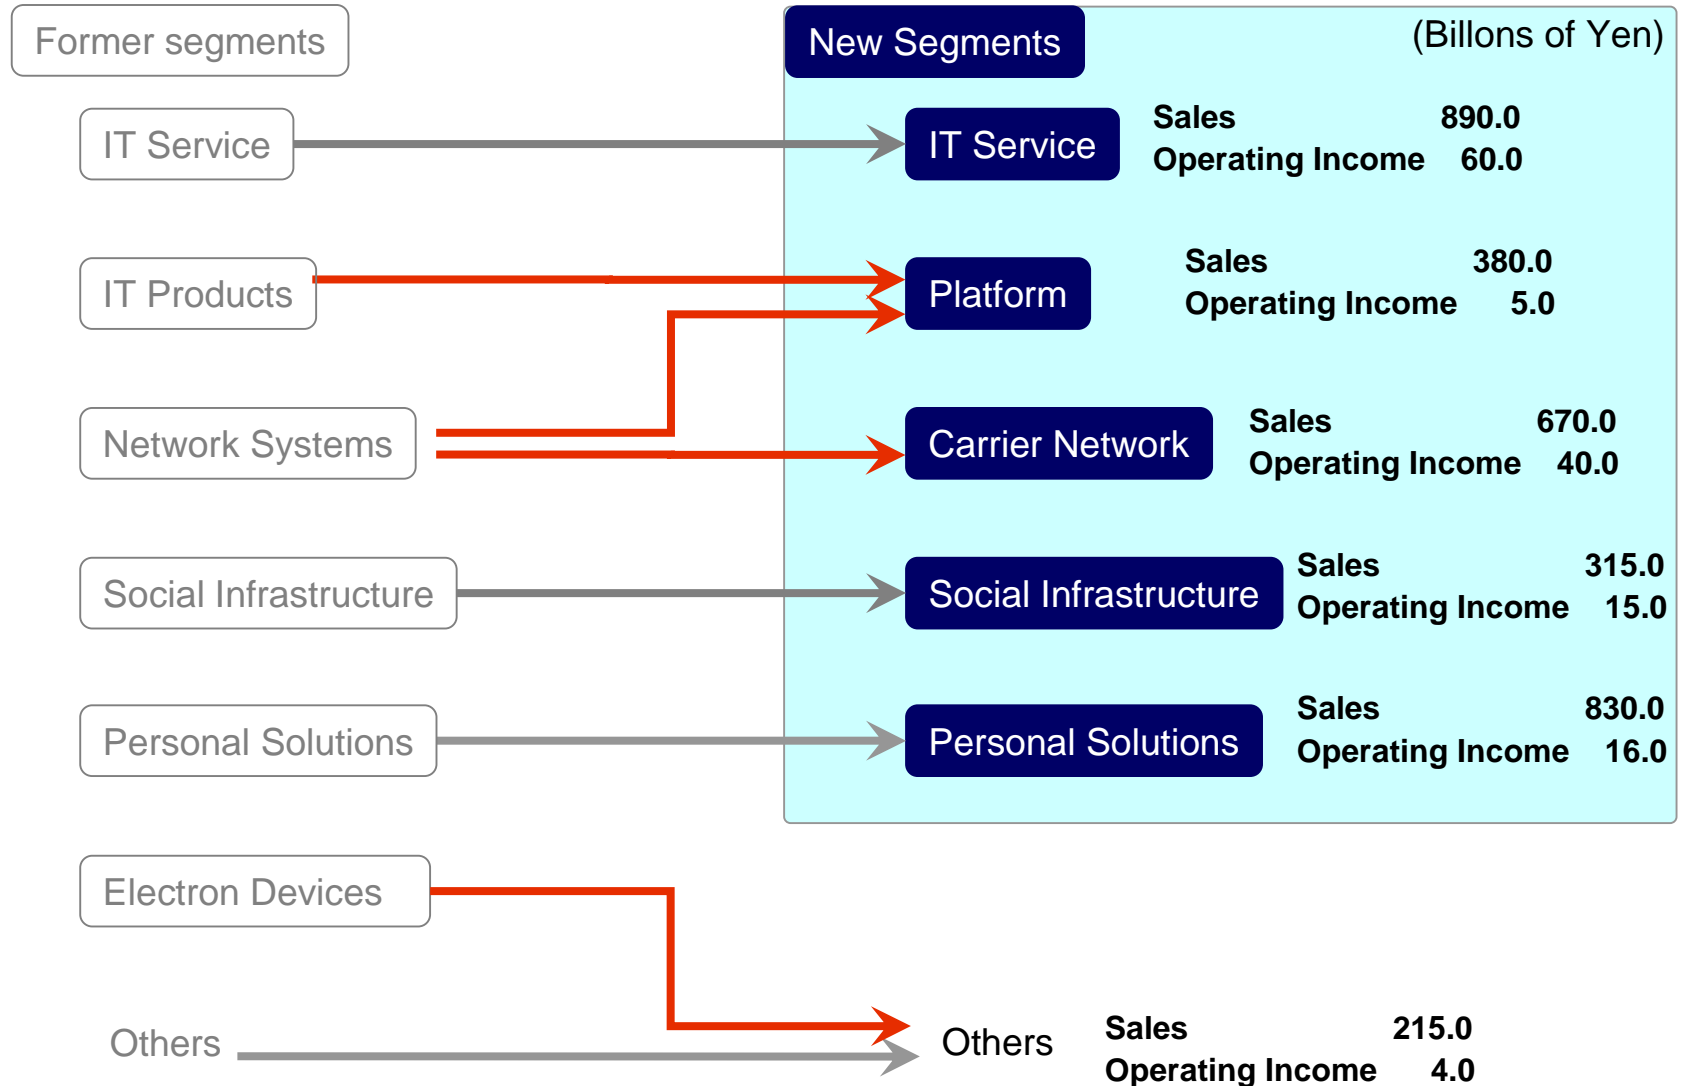 Former segments
New Segments
(Billons of Yen)
IT Service
IT Service
Sales 890.0
Operating Income 60.0
IT Products
Platform
Sales 380.0
Operating Income 5.0
Network Systems
Carrier Network
Sales 670.0
Operating Income 40.0
Social Infrastructure
Social Infrastructure
Sales 315.0
Operating Income 15.0
Personal Solutions
Personal Solutions
Sales 830.0
Operating Income 16.0
Electron Devices
Others
Others
Sales 215.0
Operating Income 4.0